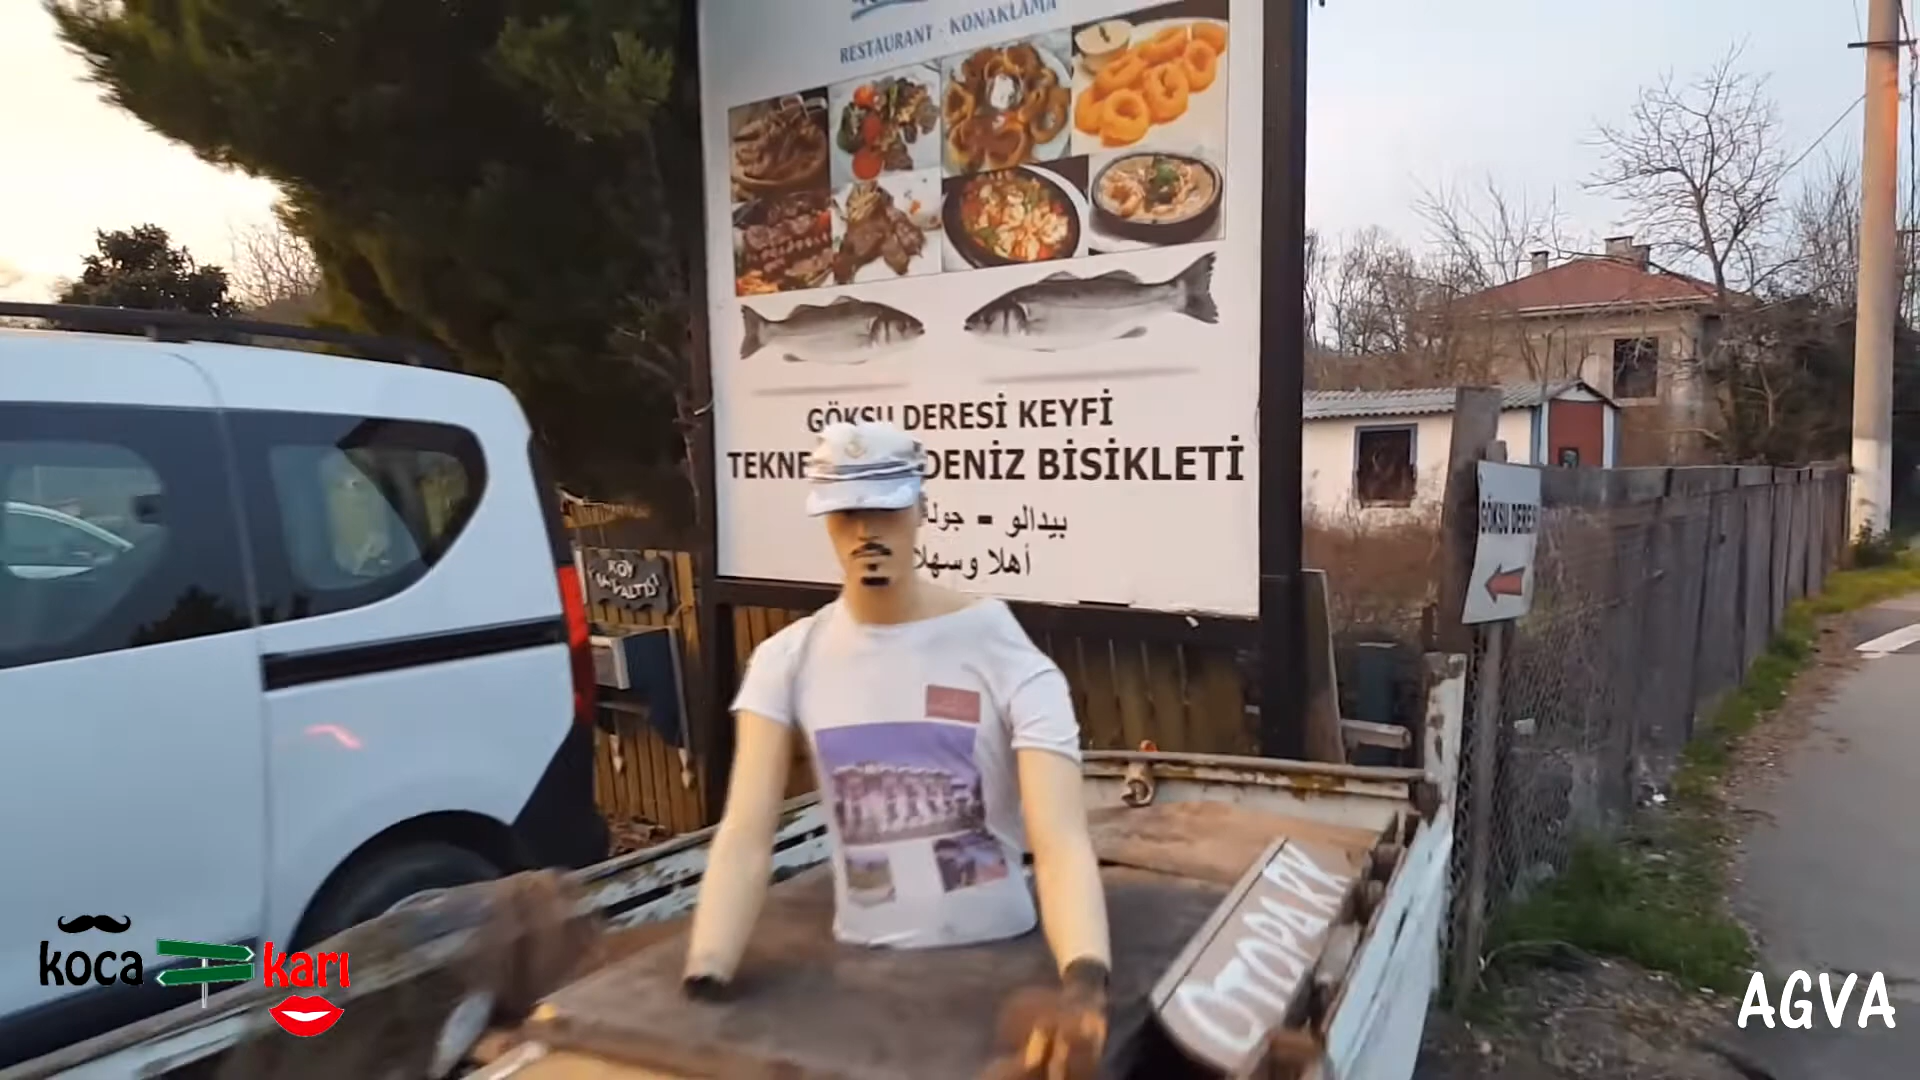 RESTAURANT - KONAKLAMA
GÖKSU DERESİ KEYFİ
TEKNE DENİZ BİSİKLETİ
بيدالو - جولة
أهلا وسهلا
KÖY
GÖKSU DERESİ
OTOPARK
koca karı
AGVA